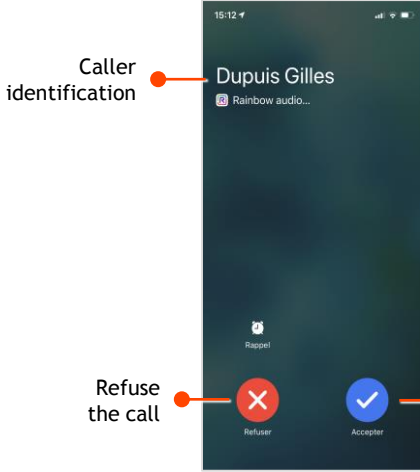 15:12
Caller
identification
Dupuis Gilles
Rainbow audio...
Rappel
Refuse
the call
Refuser
Accepter